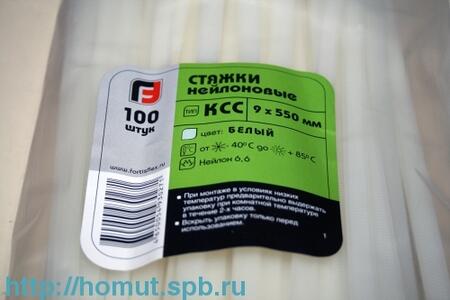 100
штук
www.fortisflex.ru
СТЯЖКИ
нейлоновые
тип КСС 9 х 550 мм
цвет: БЕЛЫЙ
от - 40°С до + 85°С
Нейлон 6,6
• При монтаже в условиях низких
температур предварительно выдержать
упаковку при комнатной температуре
в течение 2-х часов.
• Вскрыть упаковку только перед
использованием.
http://homut.spb.ru